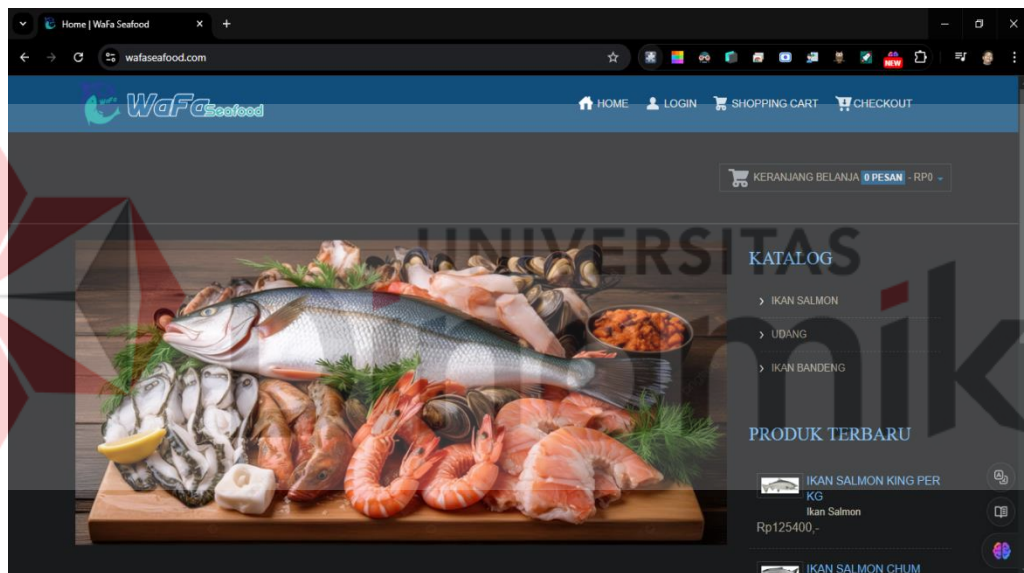 Home | WaFa Seafood
wafaseafood.com
NEW
WaFa Seafood
HOME LOGIN SHOPPING CART CHECKOUT
KERANJANG BELANJA 0 PESAN - RP0
UNIVERSITAS
KATALOG
IKAN SALMON
UDANG
IKAN BANDENG
PRODUK TERBARU
IKAN SALMON KING PER
KG
Ikan Salmon
Rp125400,-
IKAN SALMON CHUM